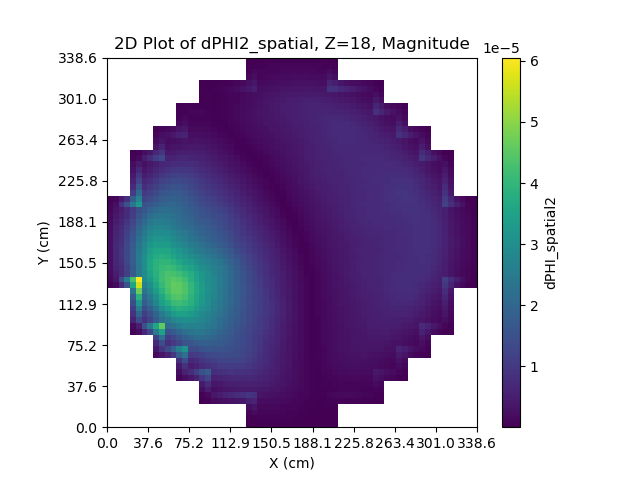 2D Plot of dPHI2_spatial, Z=18, Magnitude
1e−5
338.6
301.0
263.4
225.8
188.1
150.5
112.9
75.2
37.6
0.0
Y (cm)
0.0 37.6 75.2 112.9 150.5 188.1 225.8 263.4 301.0 338.6
X (cm)
6
5
4
3
2
1
dPHI_spatial2